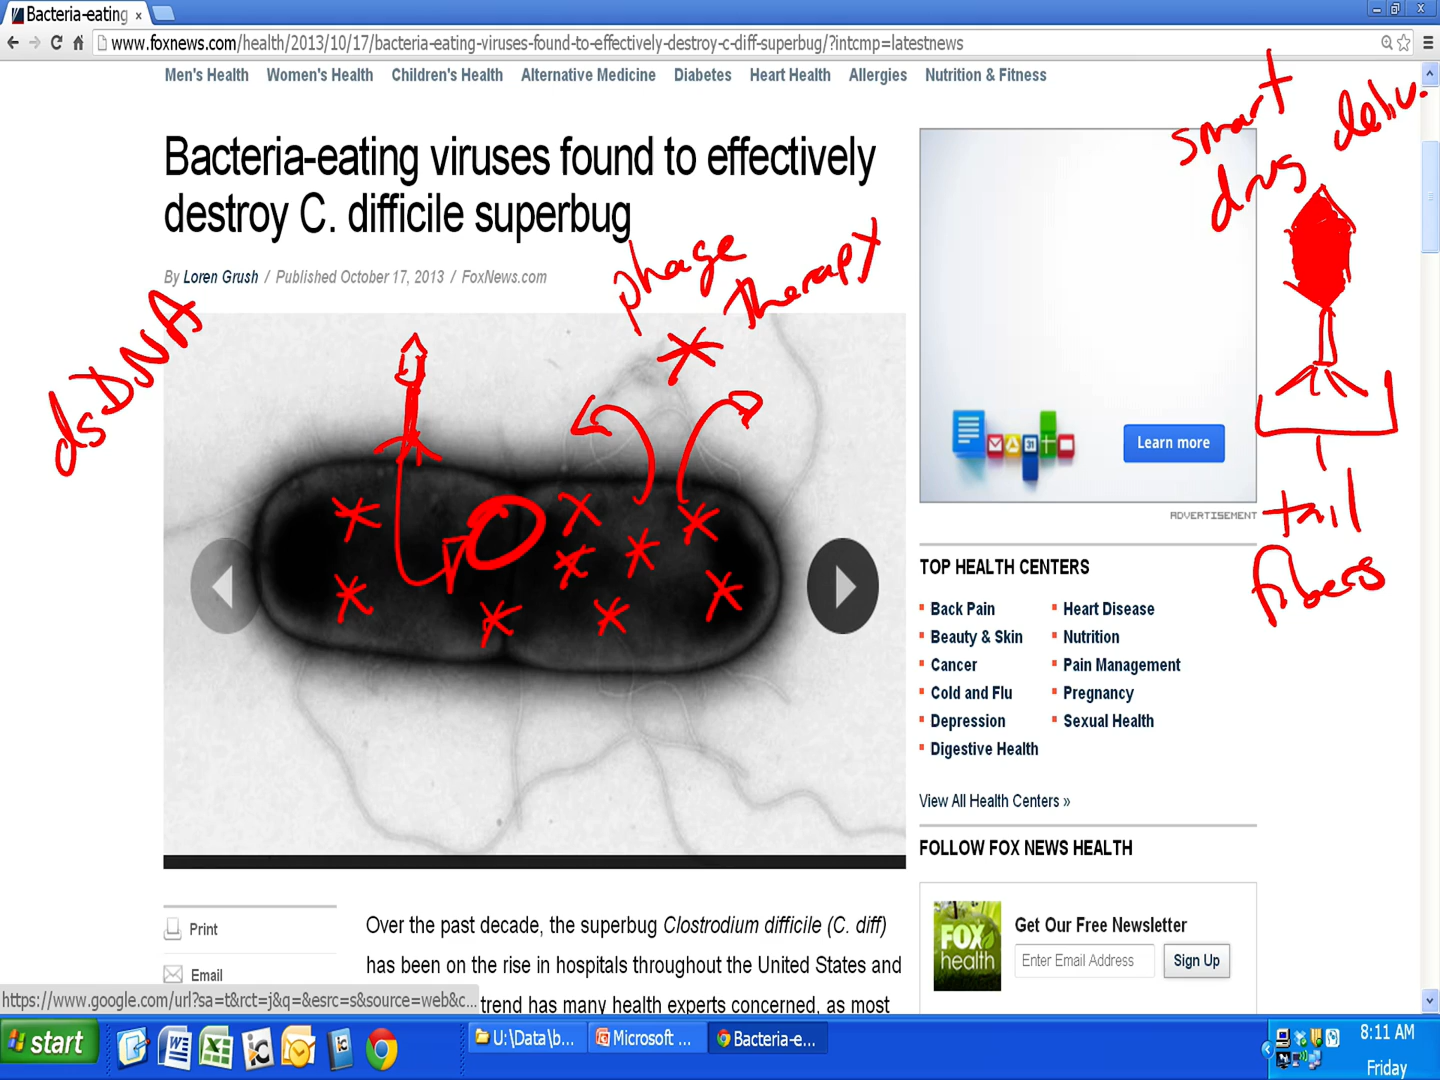 Bacteria-eating
www.foxnews.com/health/2013/10/17/bacteria-eating-viruses-found-to-effectively-destroy-c-diff-superbug/?intcmp=latestnews
Men's Health Women's Health Children's Health Alternative Medicine Diabetes Heart Health Allergies Nutrition & Fitness
Bacteria-eating viruses found to effectively
destroy C. difficile superbug
By Loren Grush / Published October 17, 2013 / FoxNews.com
dsDNA
phage
therapy
smart
drug deliv.
tail
fibers
31
Learn more
ADVERTISEMENT
TOP HEALTH CENTERS
Back Pain
Beauty & Skin
Cancer
Cold and Flu
Depression
Digestive Health
Heart Disease
Nutrition
Pain Management
Pregnancy
Sexual Health
View All Health Centers »
FOLLOW FOX NEWS HEALTH
FOX
health
Get Our Free Newsletter
Enter Email Address Sign Up
Print
Email
Over the past decade, the superbug Clostrodium difficile (C. diff)
has been on the rise in hospitals throughout the United States and
trend has many health experts concerned, as most
https://www.google.com/url?sa=t&rct=j&q=&esrc=s&source=web&c...
start
U:\Data\b... Microsoft ... Bacteria-e...
8:11 AM
Friday